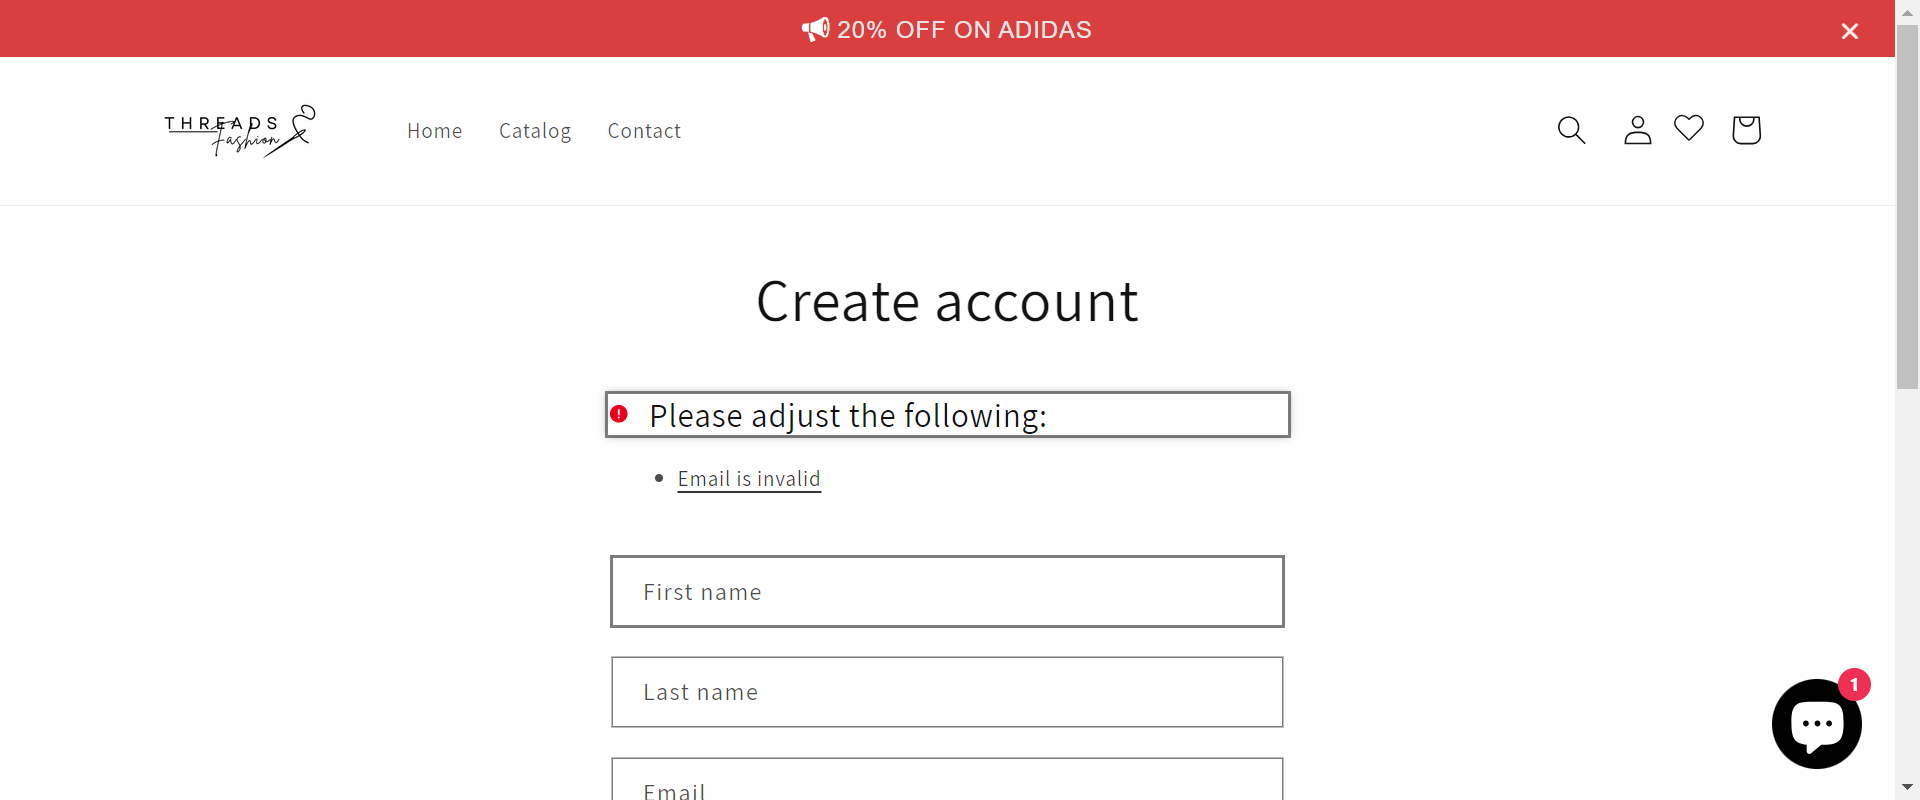 20% OFF ON ADIDAS
THREADS
Fashion
Home
Catalog
Contact
Create account
Please adjust the following:
Email is invalid
First name
Last name
Email
1